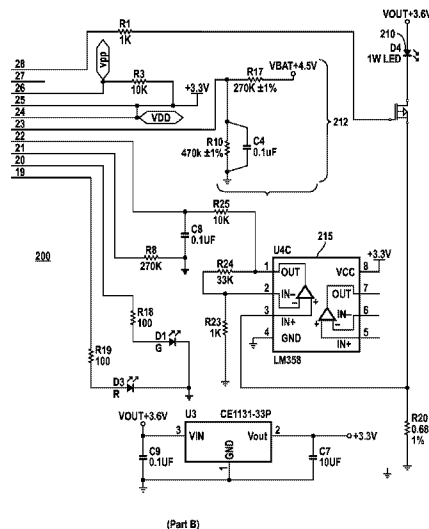 VOUT+3.6V
210
D4
1W LED
R1
1K
Vpp
28
27
26
25
24
23
22
21
20
19
R3
10K
+3.3V
VDD
VBAT+4.5V
R17
270K ±1%
212
R10
470k ±1%
C4
0.1uF
R25
10K
C8
0.1UF
R8
270K
200
R24
33K
R23
1K
U4C
215
+3.3V
1 OUT
VCC 8
2 IN-
OUT 7
3 IN+
IN- 6
4 GND
IN+ 5
LM358
R18
100
D1
G
R19
100
D3
R
R20
0.68
1%
VOUT+3.6V
U3
CE1131-33P
3 VIN
Vout 2
GND
1
+3.3V
C9
0.1UF
C7
10UF
(Part B)